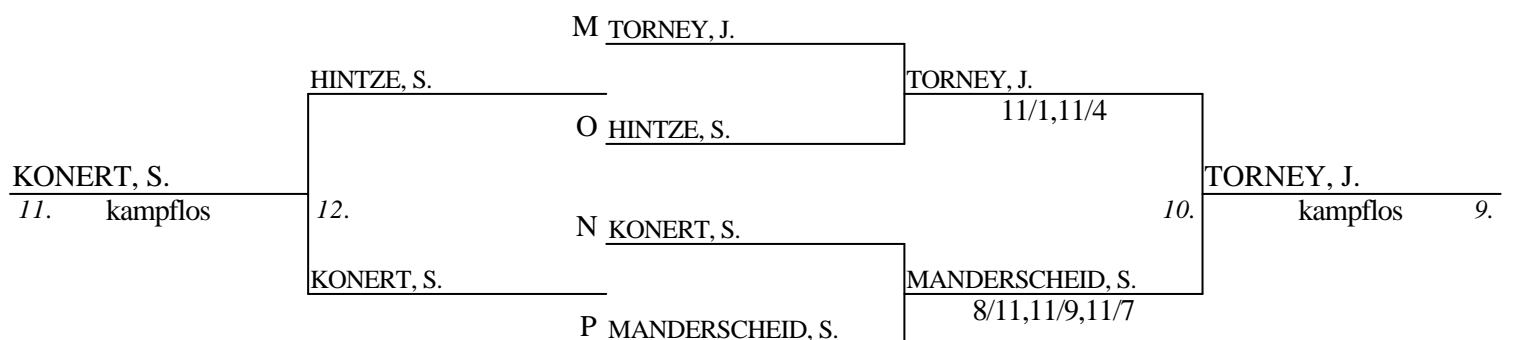 M TORNEY, J.
HINTZE, S.
TORNEY, J.
11/1,11/4
O HINTZE, S.
KONERT, S.
TORNEY, J.
11. kampflos
12.
10.
kampflos 9.
N KONERT, S.
KONERT, S.
MANDERSCHEID, S.
8/11,11/9,11/7
P MANDERSCHEID, S.